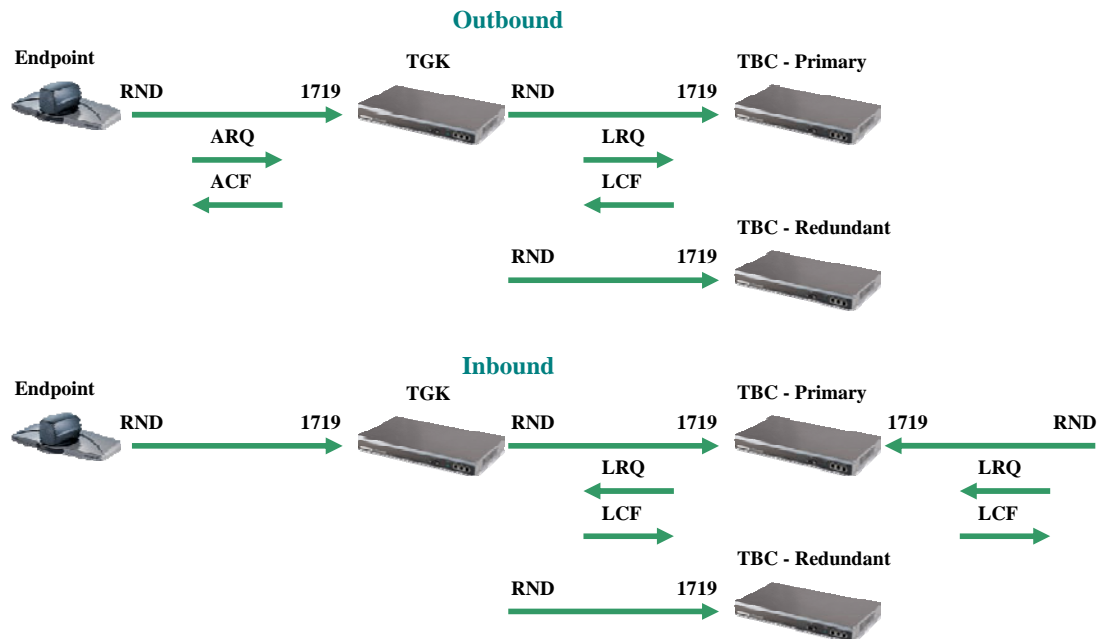 Outbound
Endpoint
TGK
TBC - Primary
RND 1719 RND 1719
ARQ LRQ
ACF LCF
TBC - Redundant
RND 1719
Inbound
Endpoint
TGK
TBC - Primary
RND 1719 RND 1719 1719 RND
LRQ LRQ
LCF LCF
TBC - Redundant
RND 1719